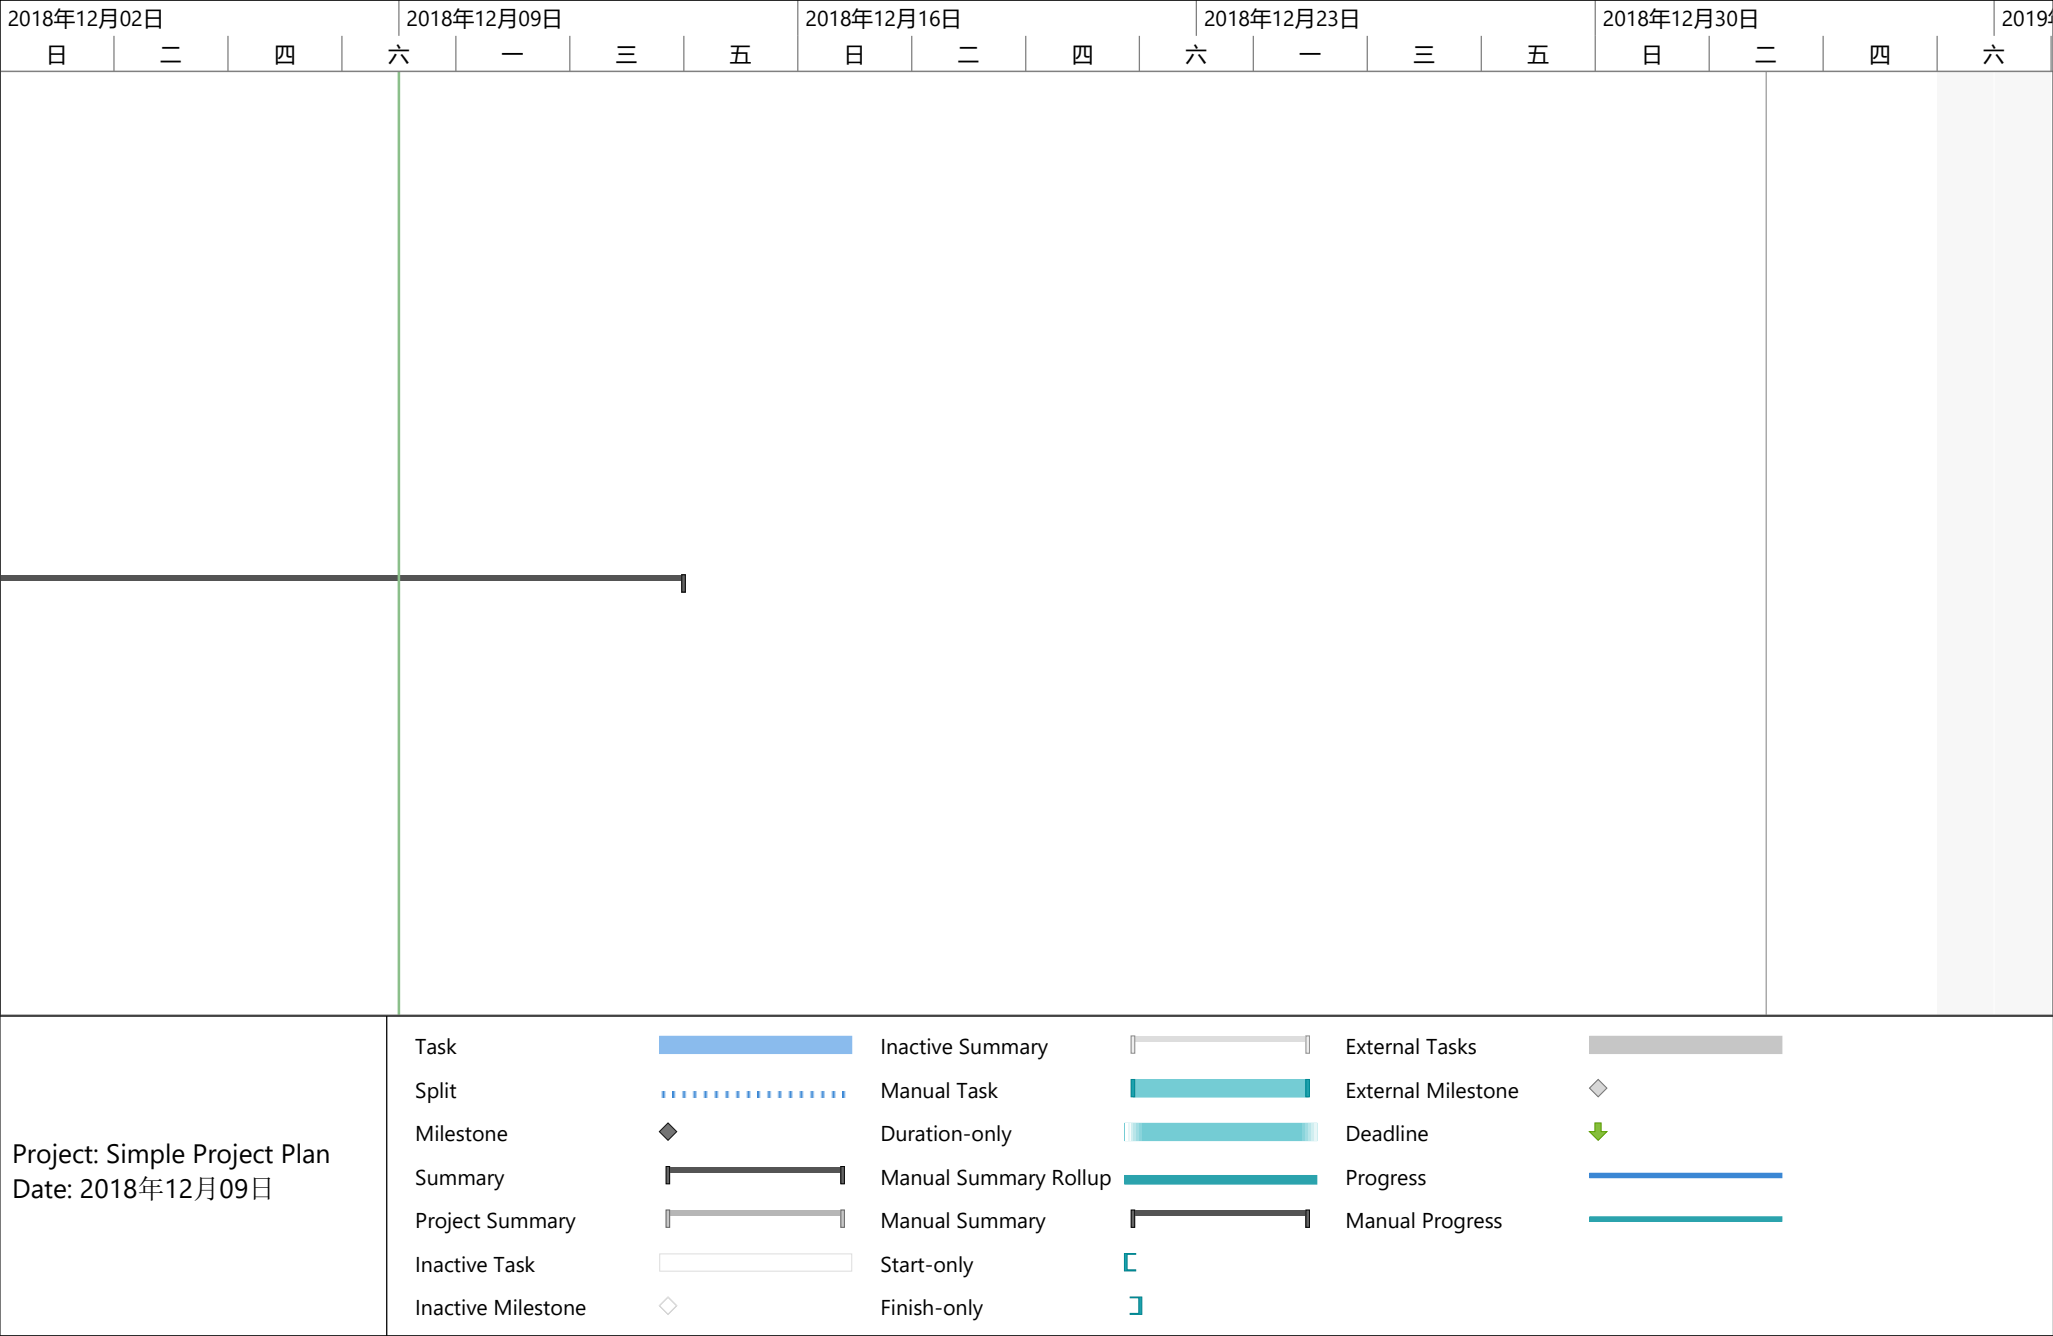 2018年12月02日 2018年12月09日 2018年12月16日 2018年12月23日 2018年12月30日 2019
日 二 四 六 一 三 五 日 二 四 六 一 三 五 日 二 四 六
Project: Simple Project Plan
Date: 2018年12月09日
Task Inactive Summary External Tasks
Split Manual Task External Milestone
Milestone Duration-only Deadline
Summary Manual Summary Rollup Progress
Project Summary Manual Summary Manual Progress
Inactive Task Start-only
Inactive Milestone Finish-only